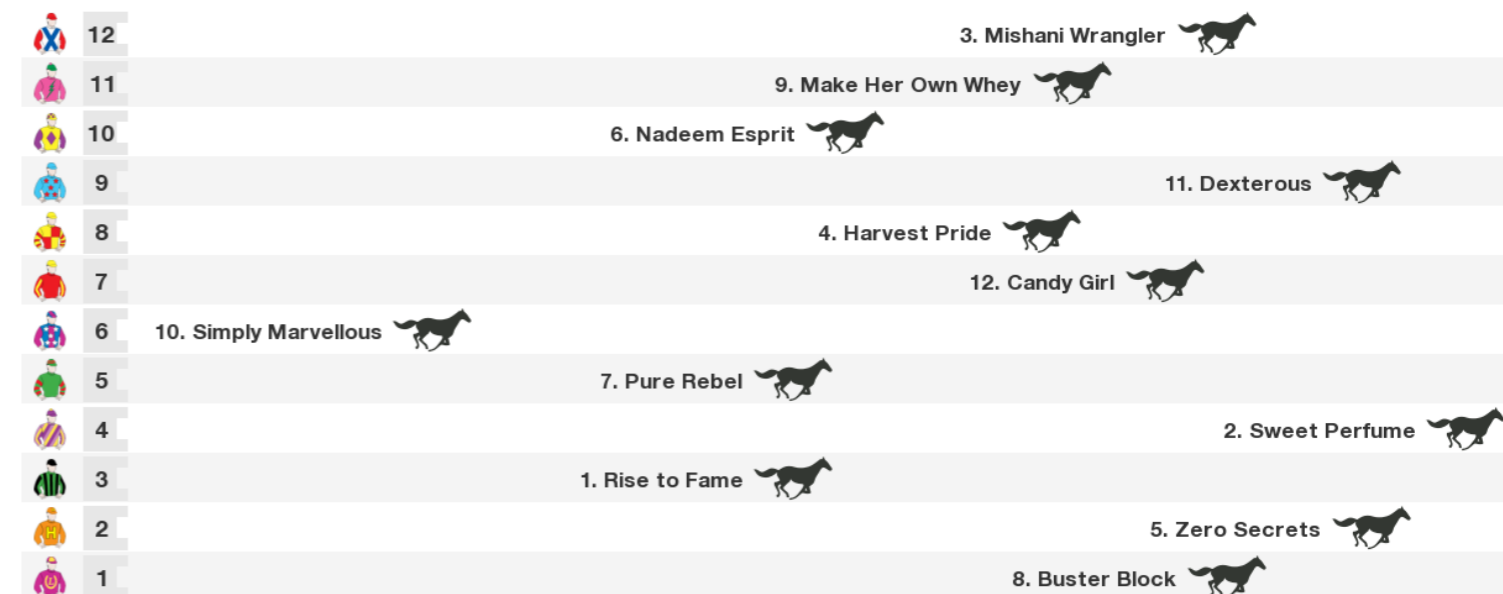 12 3. Mishani Wrangler
11 9. Make Her Own Whey
10 6. Nadeem Esprit
9 11. Dexterous
8 4. Harvest Pride
7 12. Candy Girl
6 10. Simply Marvellous
5 7. Pure Rebel
4 2. Sweet Perfume
3 1. Rise to Fame
H 2 5. Zero Secrets
1 8. Buster Block